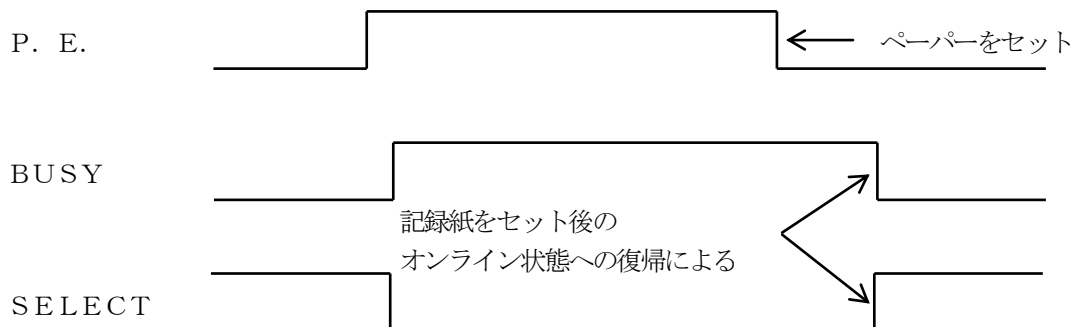 P. E.
ペーパーをセット
BUSY
記録紙をセット後の
オンライン状態への復帰による
SELECT